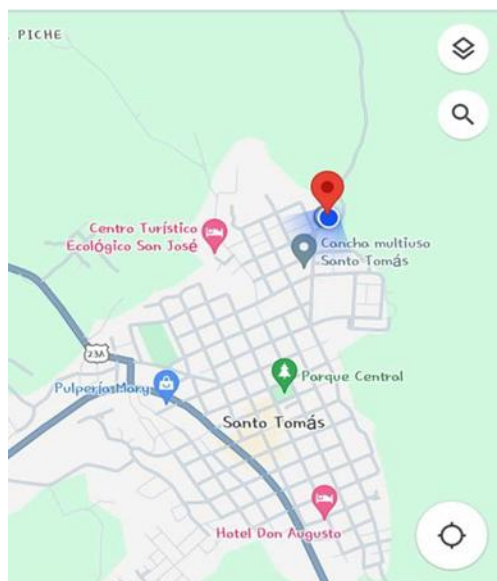 PICHE
Centro Turístico
Ecológico San José
Cancha multiuso
Santo Tomás
23A
Parque Central
Pulpería Mary
Santo Tomás
Hotel Don Augusto